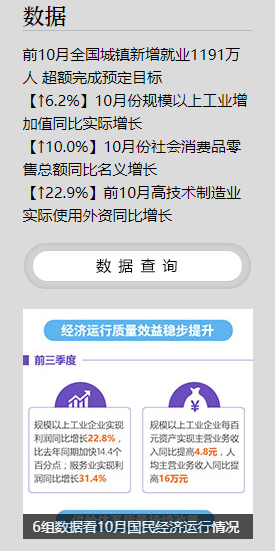 数据
前10月全国城镇新增就业1191万
人 超额完成预定目标
【↑6.2%】10月份规模以上工业增
加值同比实际增长
【↑10.0%】10月份社会消费品零
售总额同比名义增长
【↑22.9%】前10月高技术制造业
实际使用外资同比增长
数据查询
经济运行质量效益稳步提升
前三季度
规模以上工业企业实现
利润同比增长22.8%，
比去年同期加快14.4个
百分点；服务业实现利
润同比增长31.4%
¥
规模以上工业企业每百
元资产实现主营业务收
入同比提高4.8元，人
均主营业务收入同比提
高16万元
6组数据看10月国民经济运行情况